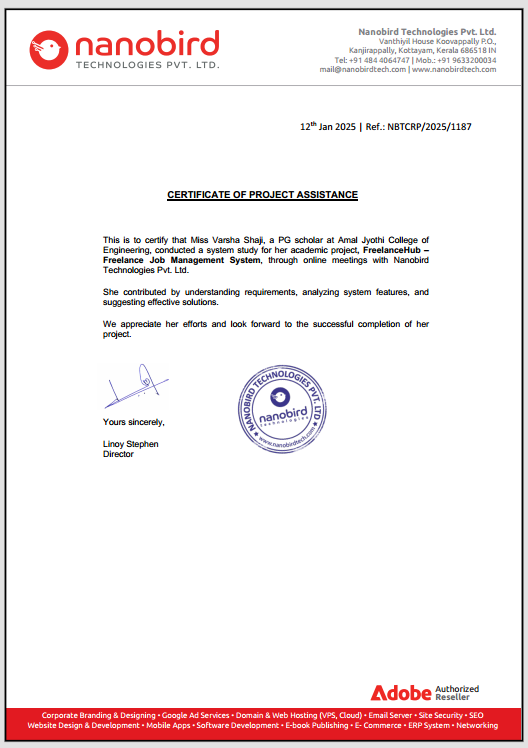 nanobird
TECHNOLOGIES PVT. LTD.
Nanobird Technologies Pvt. Ltd.
Vanthiyil House Koovappally P.O.,
Kanjirappally, Kottayam, Kerala 686518 IN
Tel: +91 484 4064747 | Mob.: +91 9633200034
mail@nanobirdtech.com | www.nanobirdtech.com
12th Jan 2025 | Ref.: NBTCRP/2025/1187
CERTIFICATE OF PROJECT ASSISTANCE
This is to certify that Miss Varsha Shaji, a PG scholar at Amal Jyothi College of
Engineering, conducted a system study for her academic project, FreelanceHub –
Freelance Job Management System, through online meetings with Nanobird
Technologies Pvt. Ltd.
She contributed by understanding requirements, analyzing system features, and
suggesting effective solutions.
We appreciate her efforts and look forward to the successful completion of her
project.
NANOBIRD TECHNOLOGIES PVT. LTD
nanobird
Technologies
www.nanobirdtech.com
Yours sincerely,
Linoy Stephen
Director
Adobe Authorized
Reseller
Corporate Branding & Designing • Google Ad Services • Domain & Web Hosting (VPS, Cloud) • Email Server • Site Security • SEO
Website Design & Development • Mobile Apps • Software Development • E-book Publishing • E- Commerce • ERP System • Networking